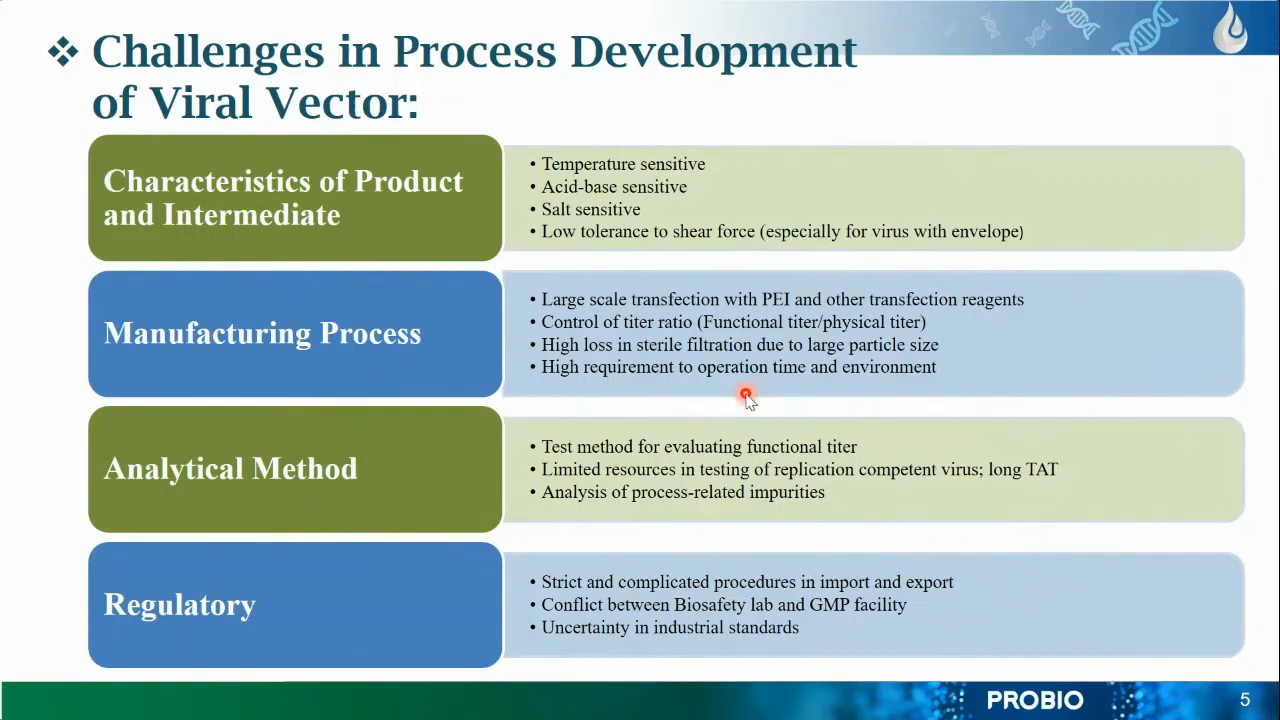 ❖ Challenges in Process Development
of Viral Vector:
Characteristics of Product
and Intermediate
• Temperature sensitive
• Acid-base sensitive
• Salt sensitive
• Low tolerance to shear force (especially for virus with envelope)
Manufacturing Process
• Large scale transfection with PEI and other transfection reagents
• Control of titer ratio (Functional titer/physical titer)
• High loss in sterile filtration due to large particle size
• High requirement to operation time and environment
Analytical Method
• Test method for evaluating functional titer
• Limited resources in testing of replication competent virus; long TAT
• Analysis of process-related impurities
Regulatory
• Strict and complicated procedures in import and export
• Conflict between Biosafety lab and GMP facility
• Uncertainty in industrial standards
PROBIO
5